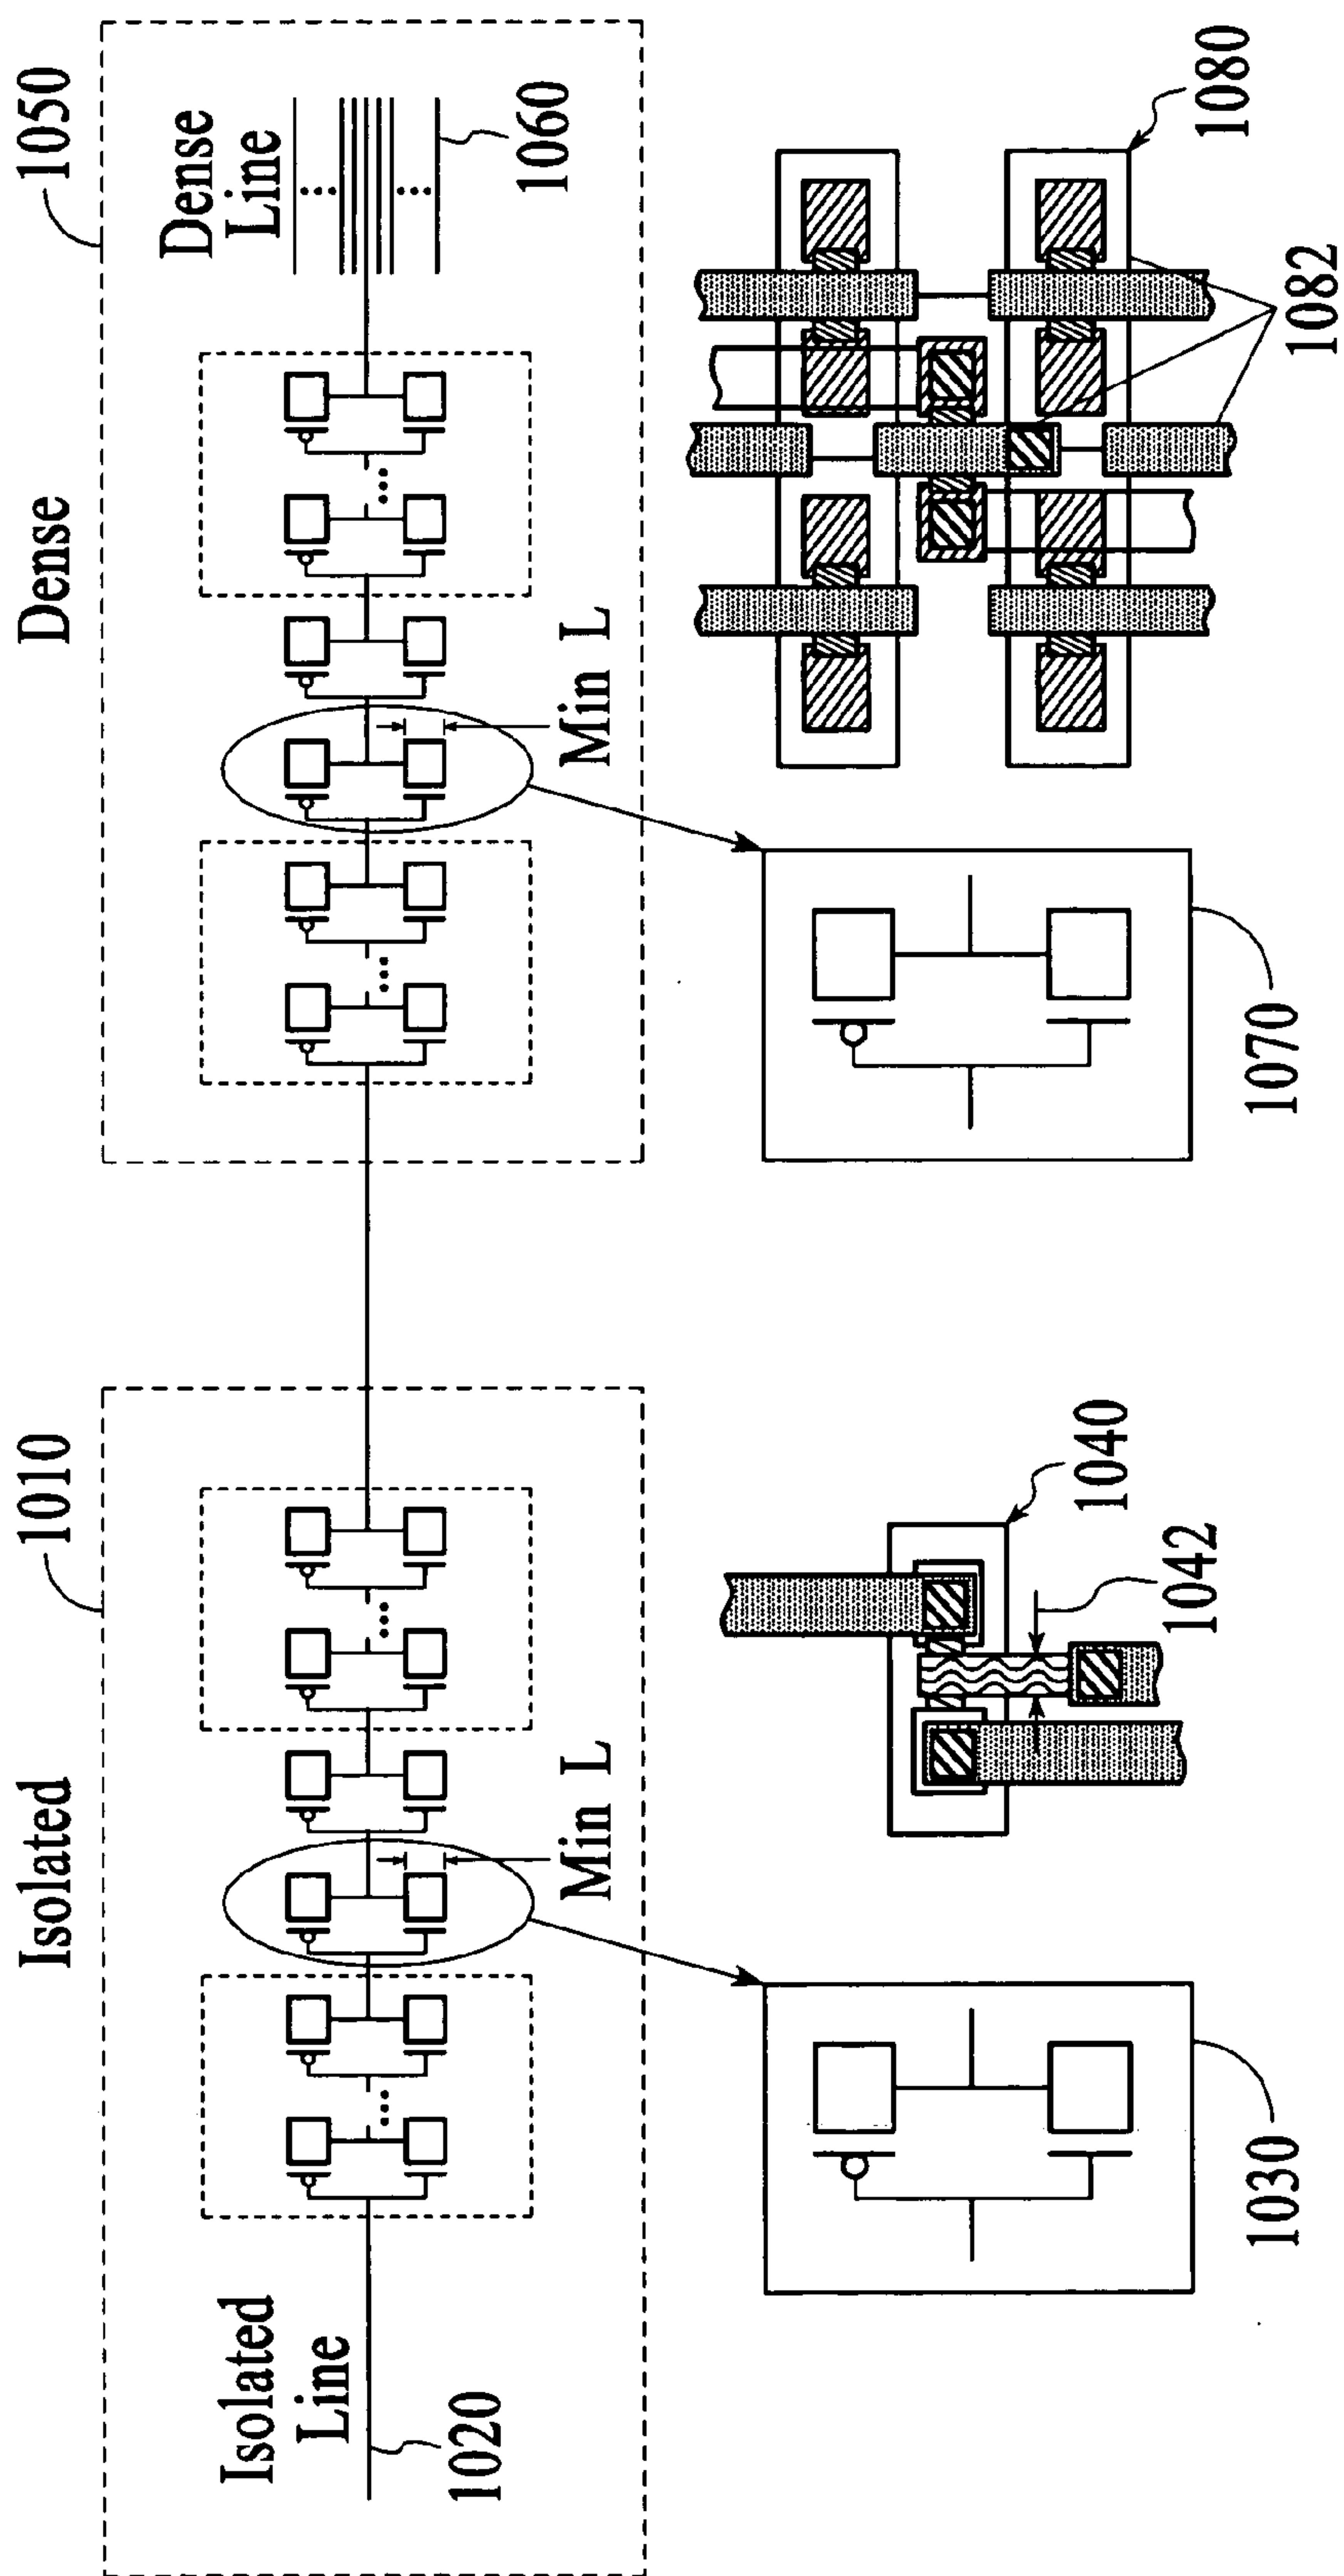 Isolated
1010
Isolated
Line
1020
Min L
1030
1040
1042
Dense
1050
Dense
Line
1060
Min L
1070
1080
1082